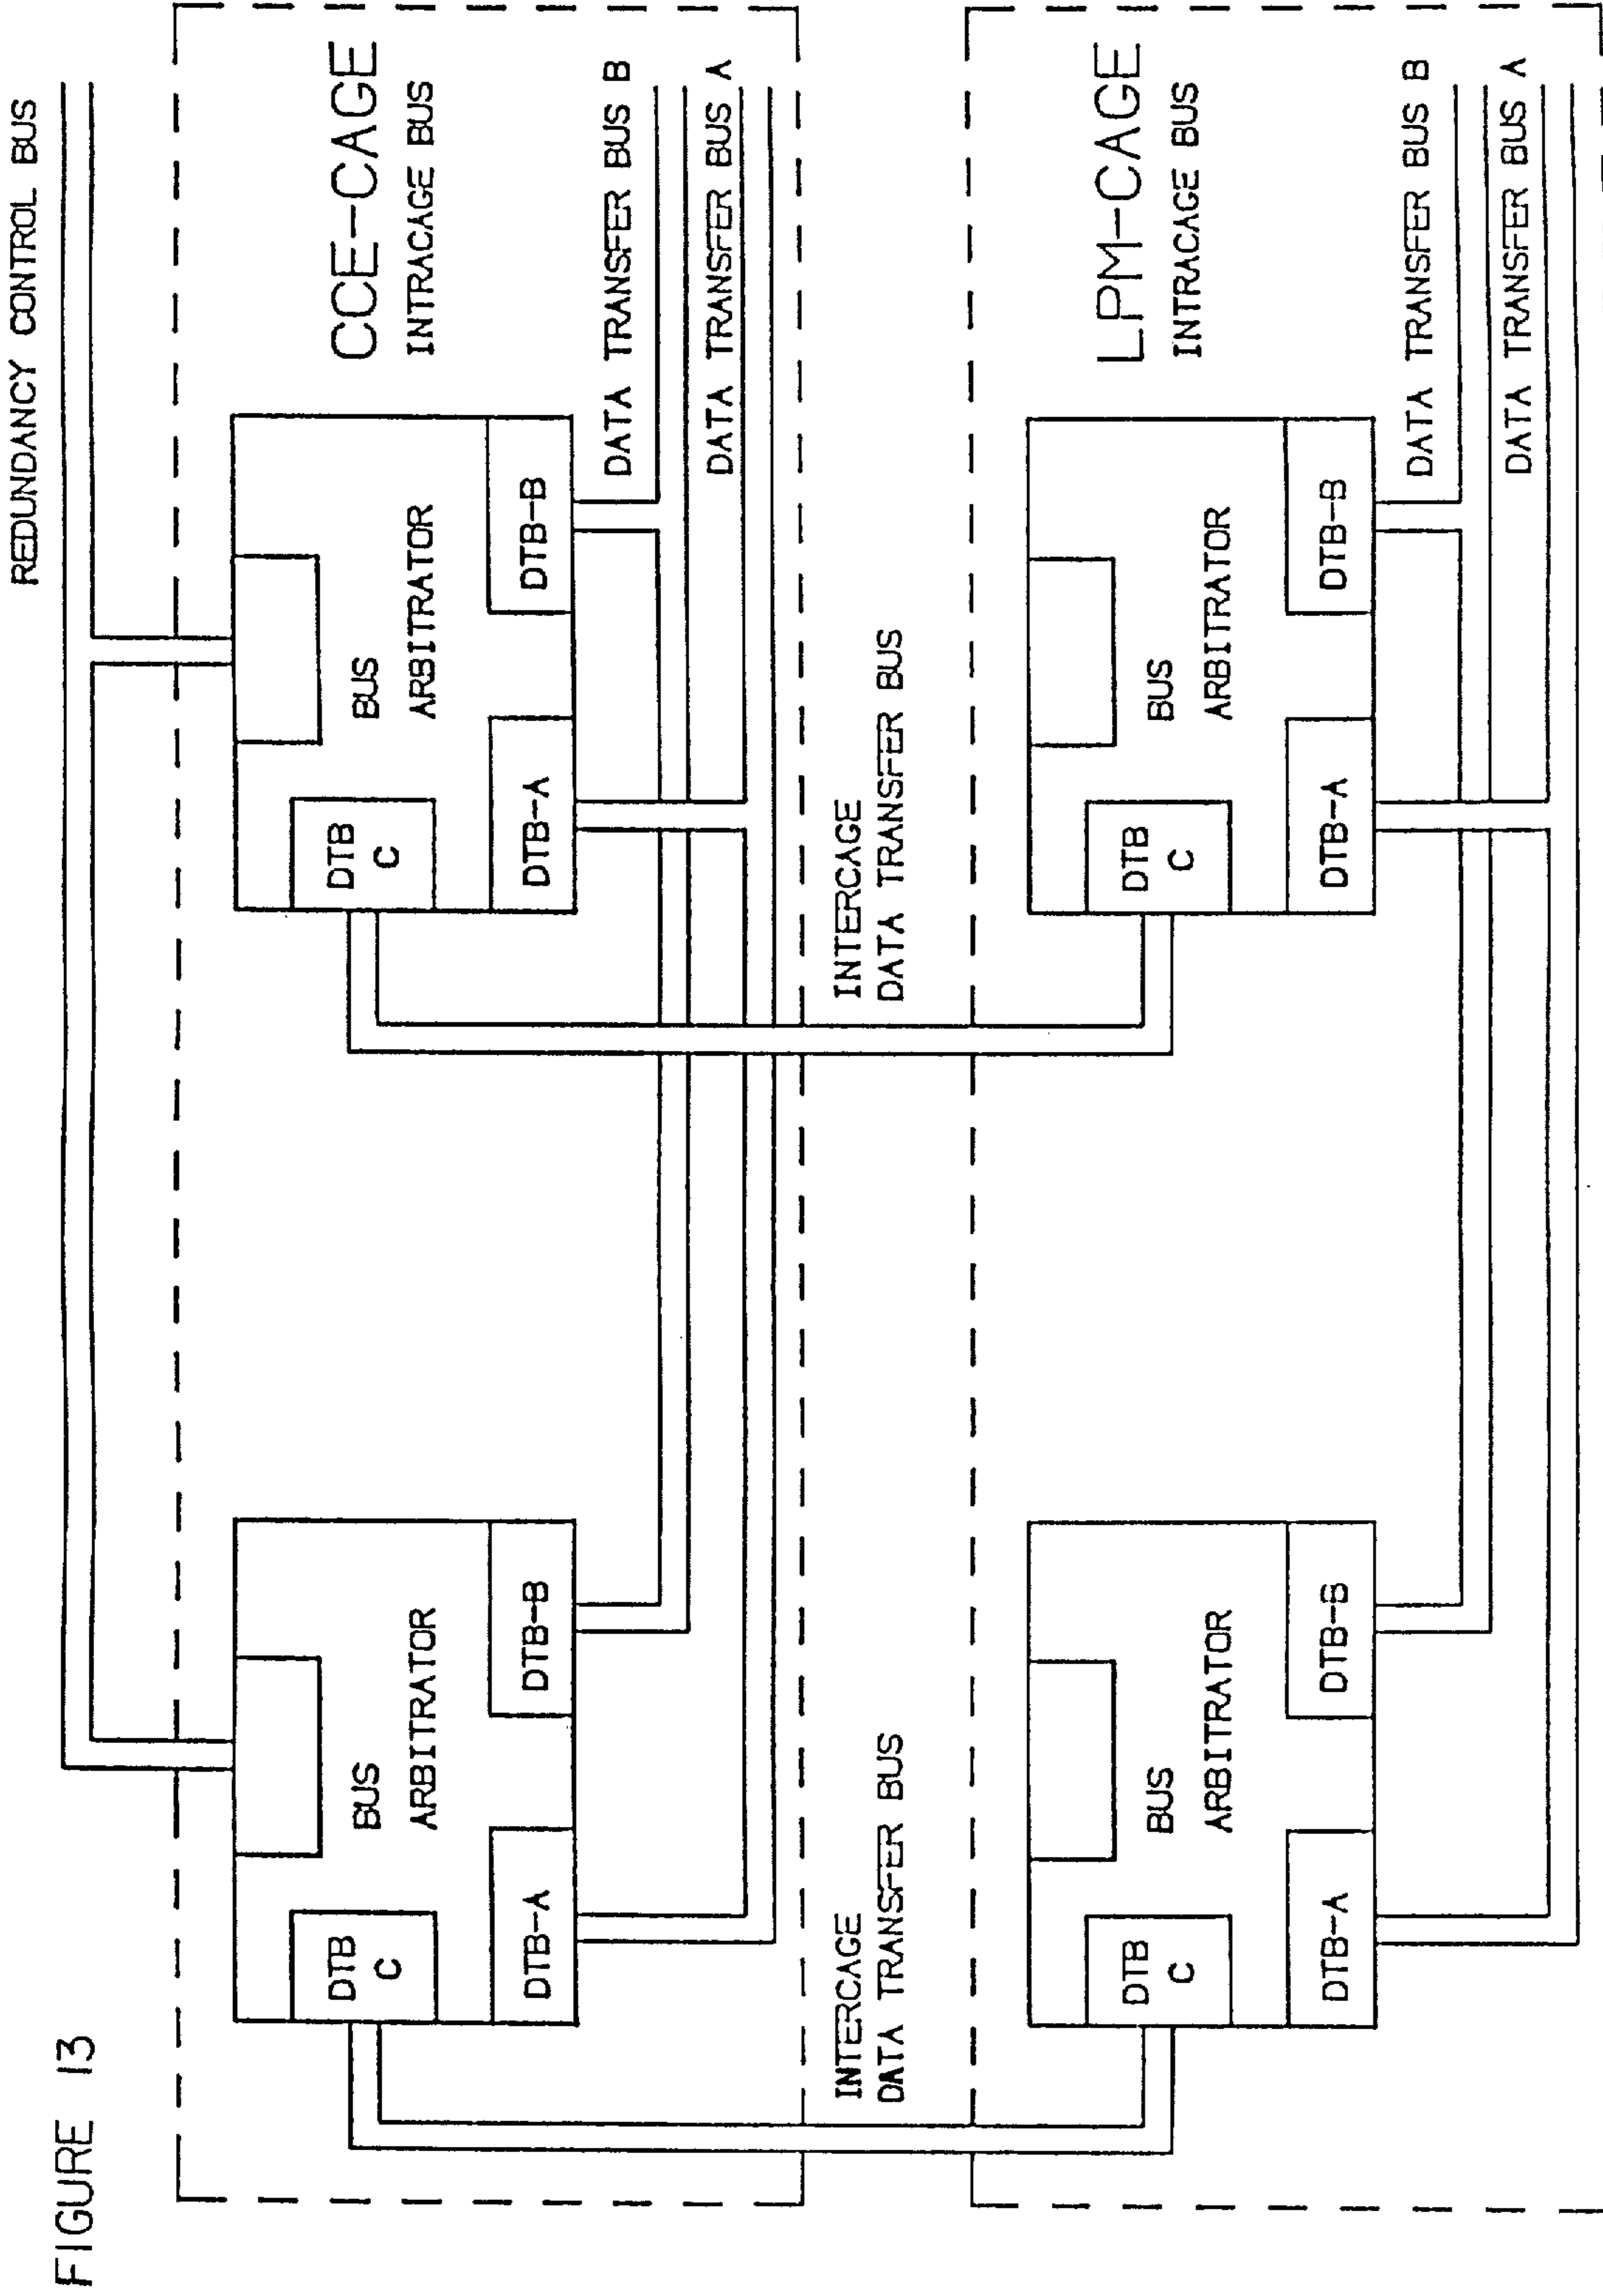 FIGURE 13
REDUNDANCY CONTROL BUS
CCE-CAGE
INTRACAGE BUS
DTB
C
BUS
ARBITRATOR
DTB-A
DTB-B
DTB
C
BUS
ARBITRATOR
DTB-A
DTB-B
DATA TRANSFER BUS B
DATA TRANSFER BUS A
INTERCAGE
DATA TRANSFER BUS
INTERCAGE
DATA TRANSFER BUS
LPM-CAGE
INTRACAGE BUS
DTB
C
BUS
ARBITRATOR
DTB-A
DTB-B
DTB
C
BUS
ARBITRATOR
DTB-A
DTB-B
DATA TRANSFER BUS B
DATA TRANSFER BUS A